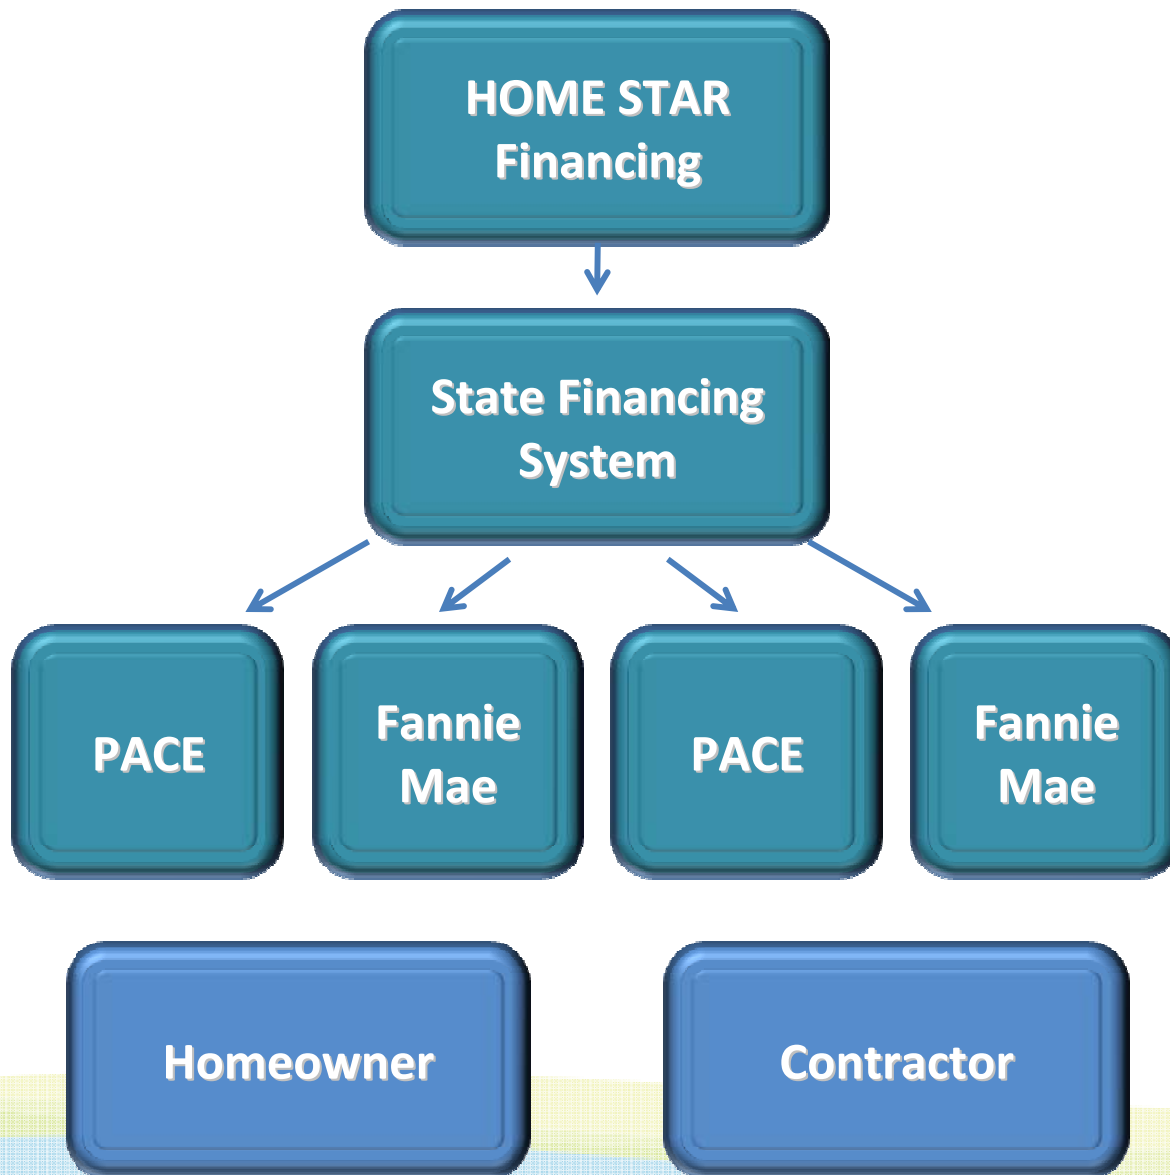 HOME STAR
Financing
State Financing
System
PACE
Fannie
Mae
PACE
Fannie
Mae
Homeowner
Contractor